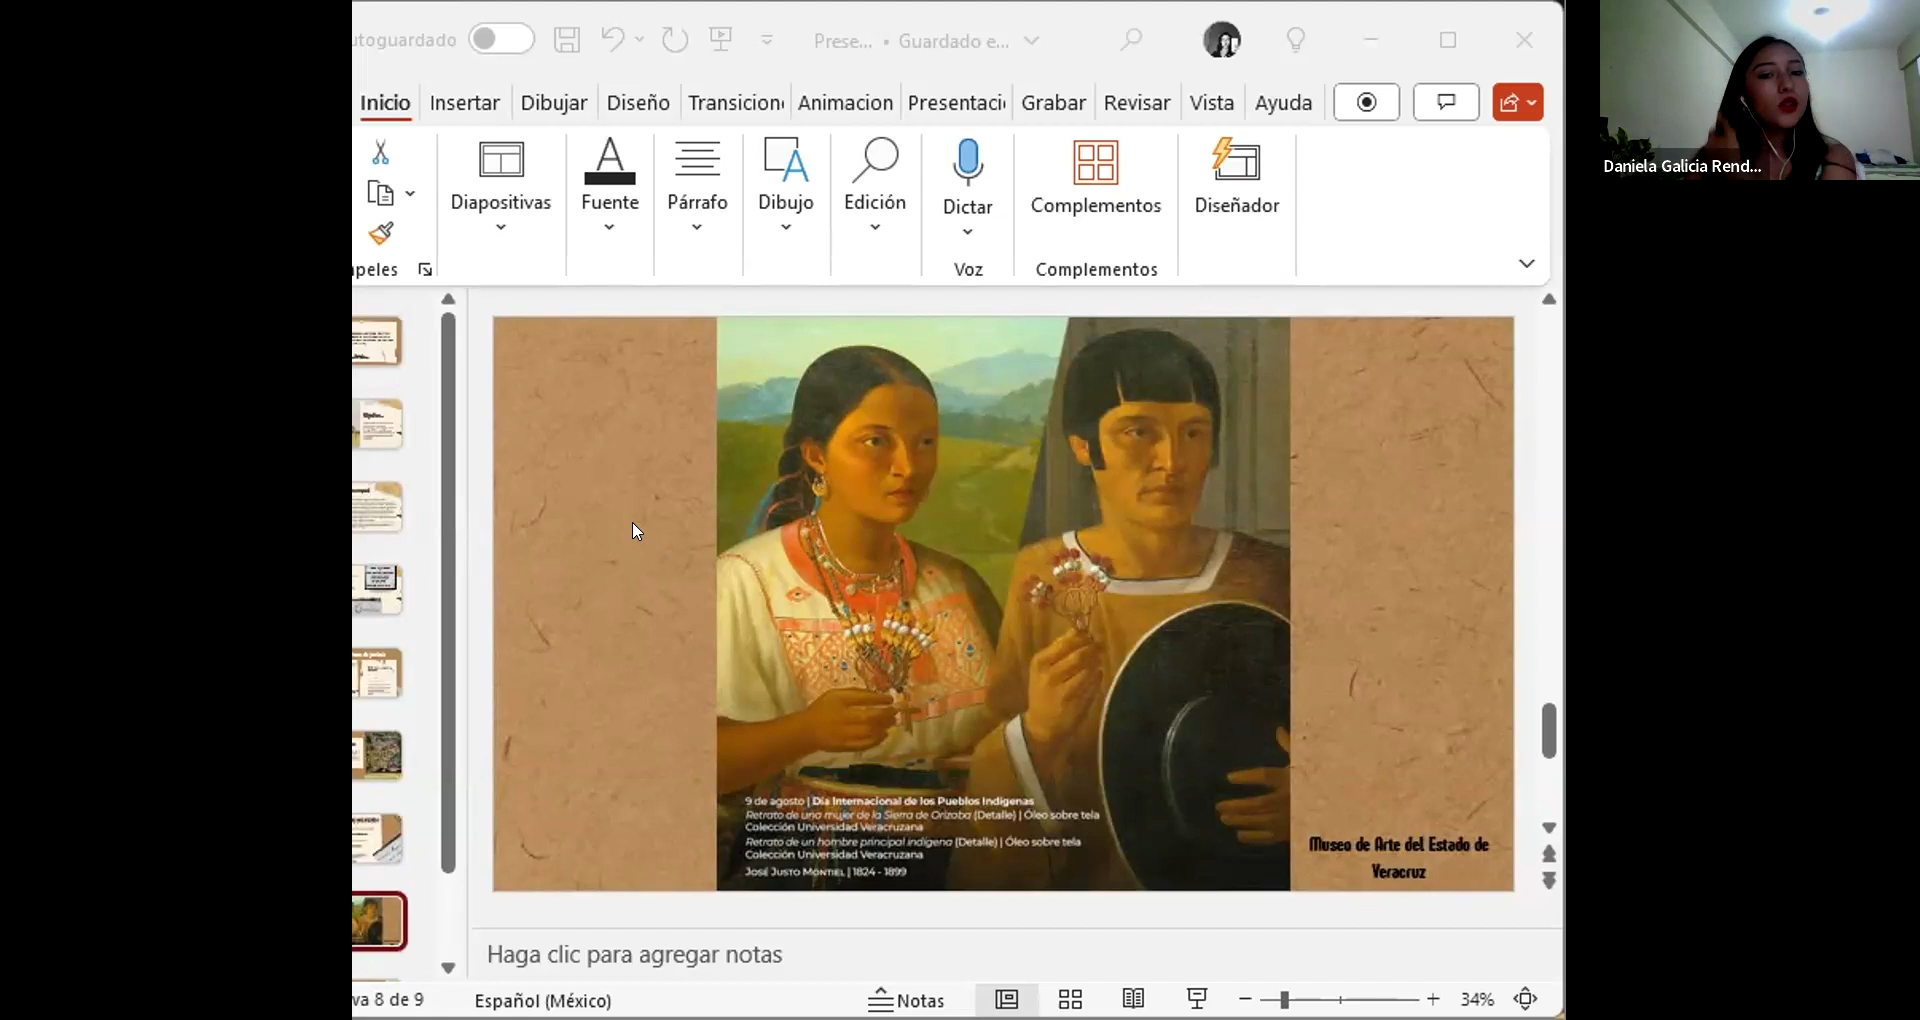 utoguardado
Prese... • Guardado e...
Inicio
Insertar
Dibujar
Diseño
Transicion
Animacion
Presentaci
Grabar
Revisar
Vista
Ayuda
Diapositivas
Fuente
Párrafo
Dibujo
Edición
Dictar
Complementos
Diseñador
apeles
Voz
Complementos
9 de agosto | Día Internacional de los Pueblos Indígenas
Retrato de una mujer de la Sierra de Orizaba (Detalle) | Óleo sobre tela
Colección Universidad Veracruzana
Retrato de un hombre principal indígena (Detalle) | Óleo sobre tela
Colección Universidad Veracruzana
José Justo Montiel | 1824 - 1899
Museo de Arte del Estado de
Veracruz
Haga clic para agregar notas
va 8 de 9
Español (México)
Notas
34%
Daniela Galicia Rend...